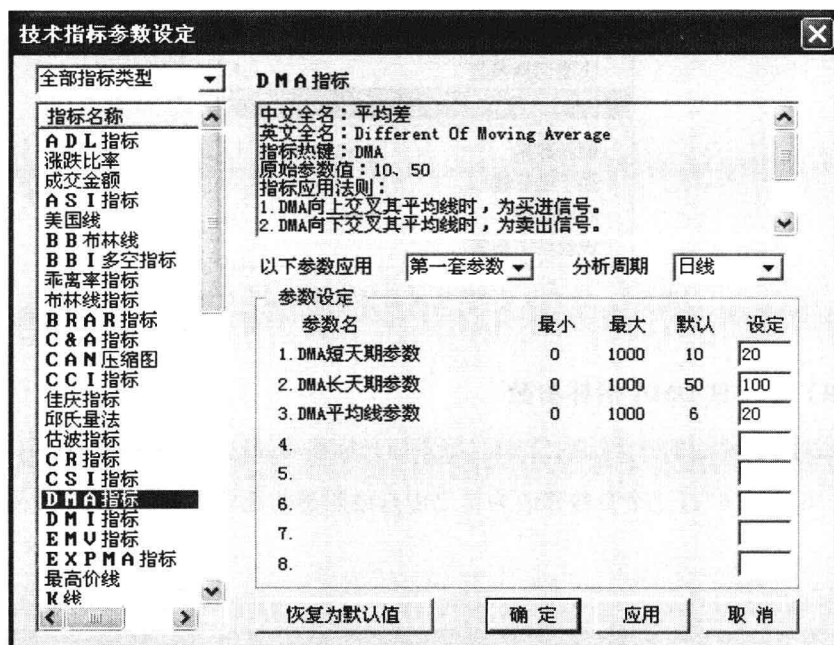 技术指标参数设定
全部指标类型
指标名称
ADL指标
涨跌比率
成交金额
ASI指标
美国线
BB布林线
BBI多空指标
乖离率指标
布林线指标
BRAR指标
C&A指标
CAN压缩图
CCI指标
佳庆指标
邱氏量法
估波指标
CR指标
CSI指标
DMA指标
DMI指标
EMV指标
EXPMA指标
最高价线
K线
DMA指标
中文全名：平均差
英文全名：Different Of Moving Average
指标热键：DMA
原始参数值：10、50
指标应用法则：
1.DMA向上交叉其平均线时，为买进信号。
2.DMA向下交叉其平均线时，为卖出信号。
以下参数应用 第一套参数 分析周期 日线
参数设定
参数名 最小 最大 默认 设定
1.DMA短天期参数 0 1000 10 20
2.DMA长天期参数 0 1000 50 100
3.DMA平均线参数 0 1000 6 20
4.
5.
6.
7.
8.
恢复为默认值 确定 应用 取消